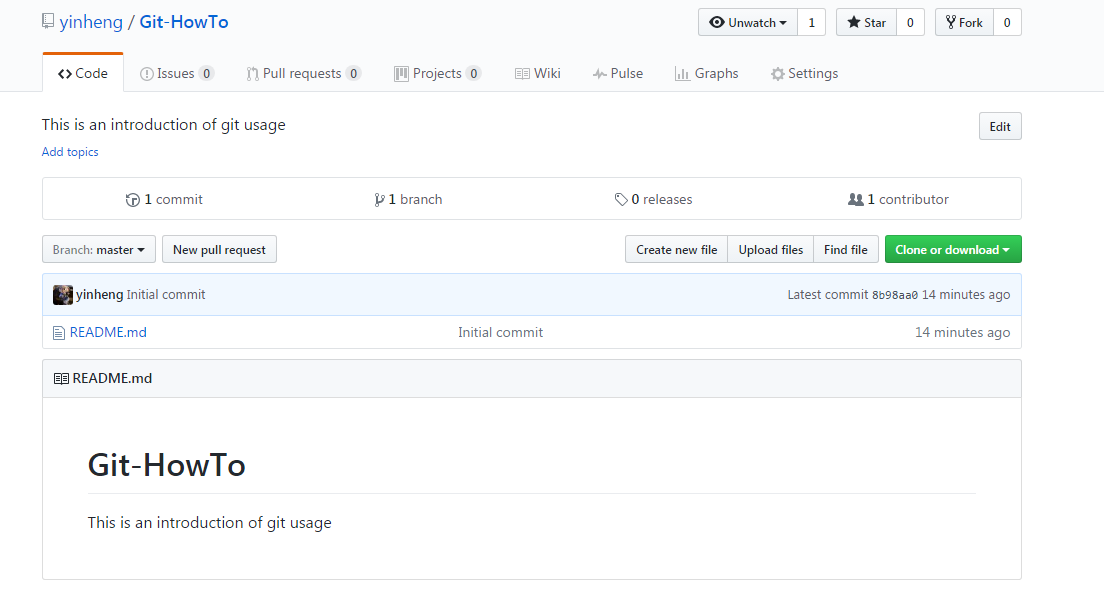 yinheng / Git-HowTo Unwatch 1 Star 0 Fork 0
Code Issues 0 Pull requests 0 Projects 0 Wiki Pulse Graphs Settings
This is an introduction of git usage Edit
Add topics
1 commit 1 branch 0 releases 1 contributor
Branch: master New pull request Create new file Upload files Find file Clone or download
yinheng Initial commit Latest commit 8b98aa0 14 minutes ago
README.md Initial commit 14 minutes ago
README.md
Git-HowTo
This is an introduction of git usage